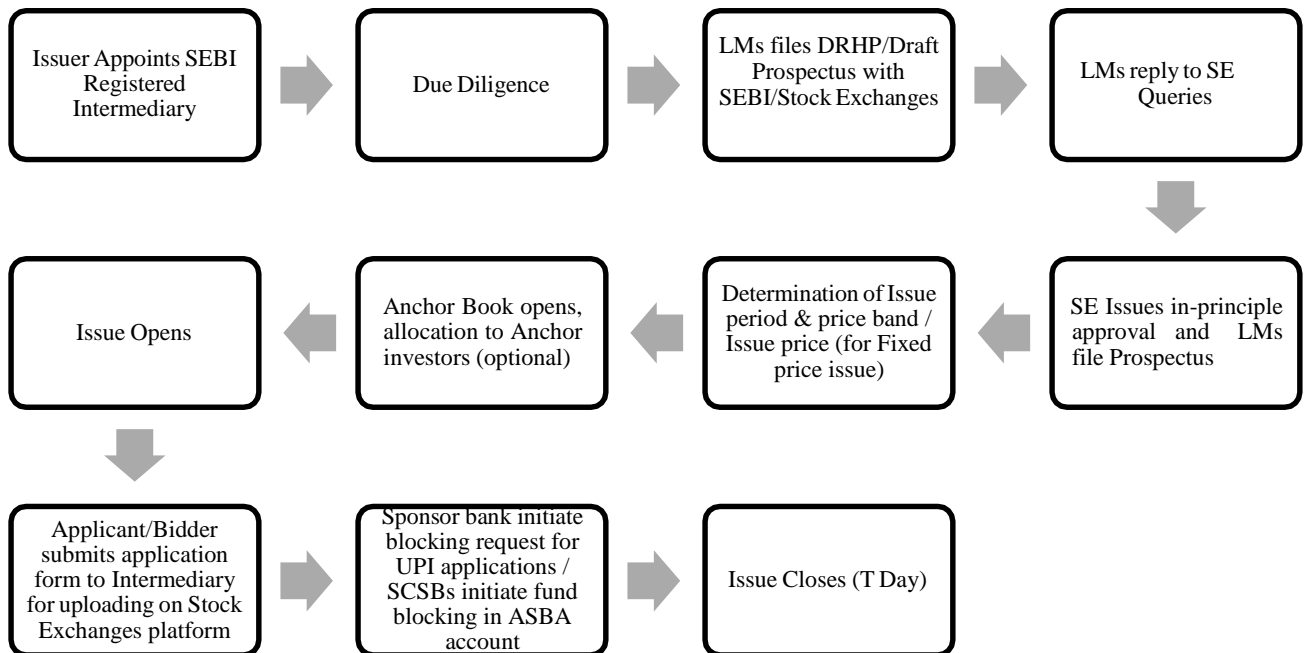 Issuer Appoints SEBI
Registered
Intermediary
Due Diligence
LMs files DRHP/Draft
Prospectus with
SEBI/Stock Exchanges
LMs reply to SE
Queries
SE Issues in-principle
approval and LMs
file Prospectus
Determination of Issue
period & price band /
Issue price (for Fixed
price issue)
Anchor Book opens,
allocation to Anchor
investors (optional)
Issue Opens
Applicant/Bidder
submits application
form to Intermediary
for uploading on Stock
Exchanges platform
Sponsor bank initiate
blocking request for
UPI applications /
SCSBs initiate fund
blocking in ASBA
account
Issue Closes (T Day)